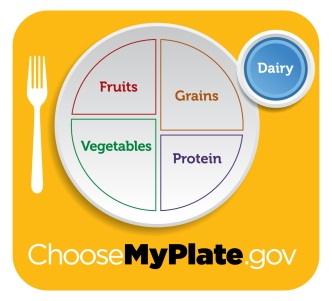 Fruits
Grains
Dairy
Vegetables
Protein
ChooseMyPlate.gov